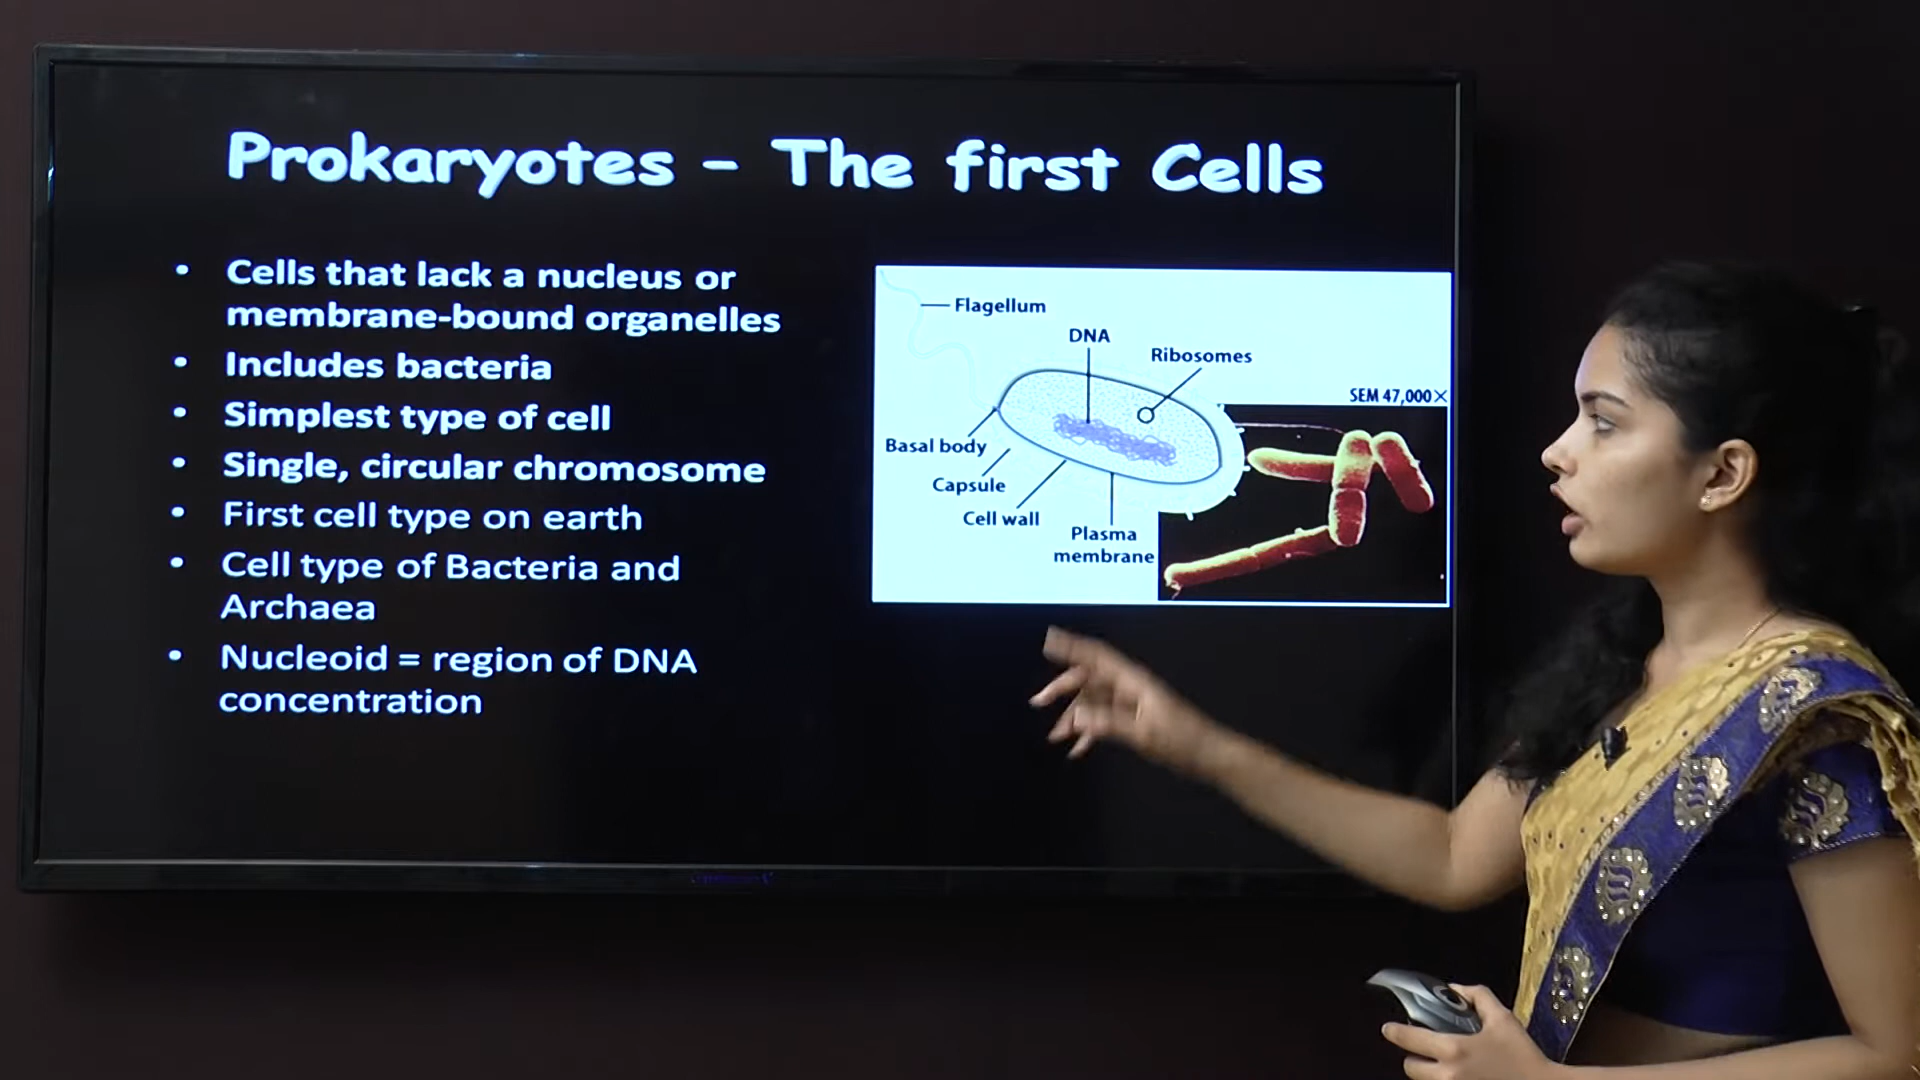 Prokaryotes – The first Cells
• Cells that lack a nucleus or
membrane-bound organelles
• Includes bacteria
• Simplest type of cell
• Single, circular chromosome
• First cell type on earth
• Cell type of Bacteria and
Archaea
• Nucleoid = region of DNA
concentration
Flagellum
DNA
Ribosomes
SEM 47,000×
Basal body
Capsule
Cell wall
Plasma
membrane